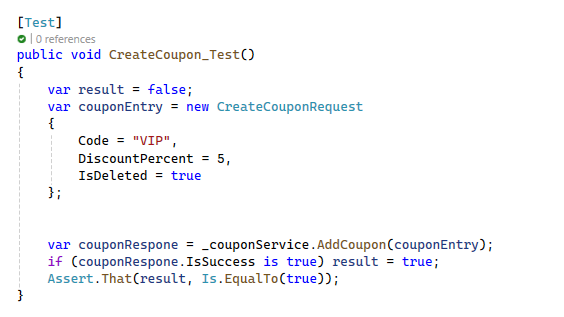 [Test]
| 0 references
public void CreateCoupon_Test()
{
    var result = false;
    var couponEntry = new CreateCouponRequest
    {
        Code = "VIP",
        DiscountPercent = 5,
        IsDeleted = true
    };
    var couponRespone = _couponService.AddCoupon(couponEntry);
    if (couponRespone.IsSuccess is true) result = true;
    Assert.That(result, Is.EqualTo(true));
}